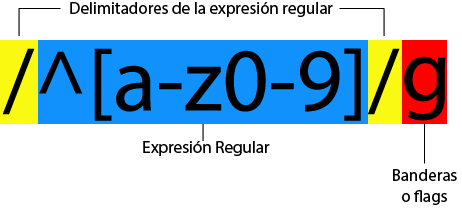 Delimitadores de la expresión regular
/^[a-z0-9]/g
Expresión Regular
Banderas
o flags